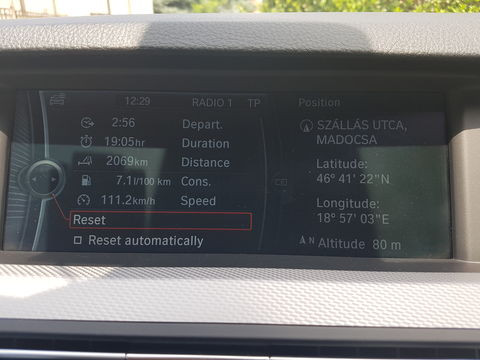 12:29 RADIO 1 TP
2:56 Depart.
19:05hr Duration
2069km Distance
7.1l/100 km Cons.
111.2km/h Speed
Reset
Reset automatically
Position
SZÁLLÁS UTCA,
MADOCSA
Latitude:
46° 41' 22"N
Longitude:
18° 57' 03"E
N Altitude 80 m